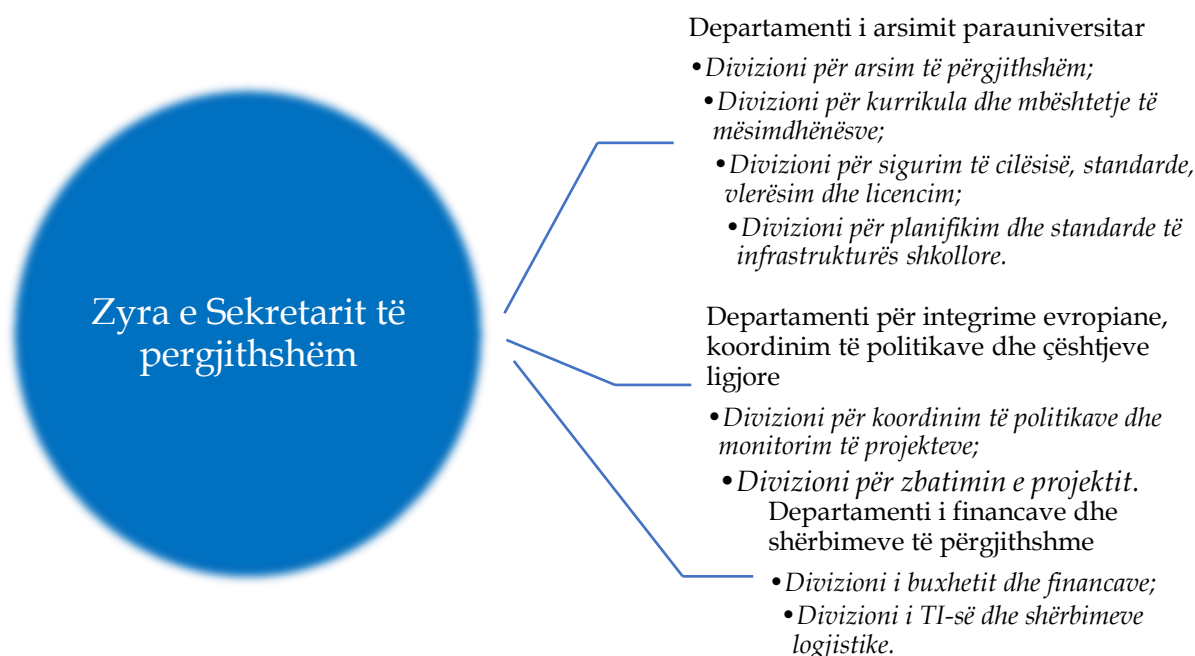 Zyra e Sekretarit të
pergjithshëm
Departamenti i arsimit parauniversitar
•Divizioni për arsim të përgjithshëm;
•Divizioni për kurrikula dhe mbështetje të
mësimdhënësve;
•Divizioni për sigurim të cilësisë, standarde,
vlerësim dhe licencim;
•Divizioni për planifikim dhe standarde të
infrastrukturës shkollore.
Departamenti për integrime evropiane,
koordinim të politikave dhe çështjeve
ligjore
•Divizioni për koordinim të politikave dhe
monitorim të projekteve;
•Divizioni për zbatimin e projektit.
Departamenti i financave dhe
shërbimeve të përgjithshme
•Divizioni i buxhetit dhe financave;
•Divizioni i TI-së dhe shërbimeve
logjistike.